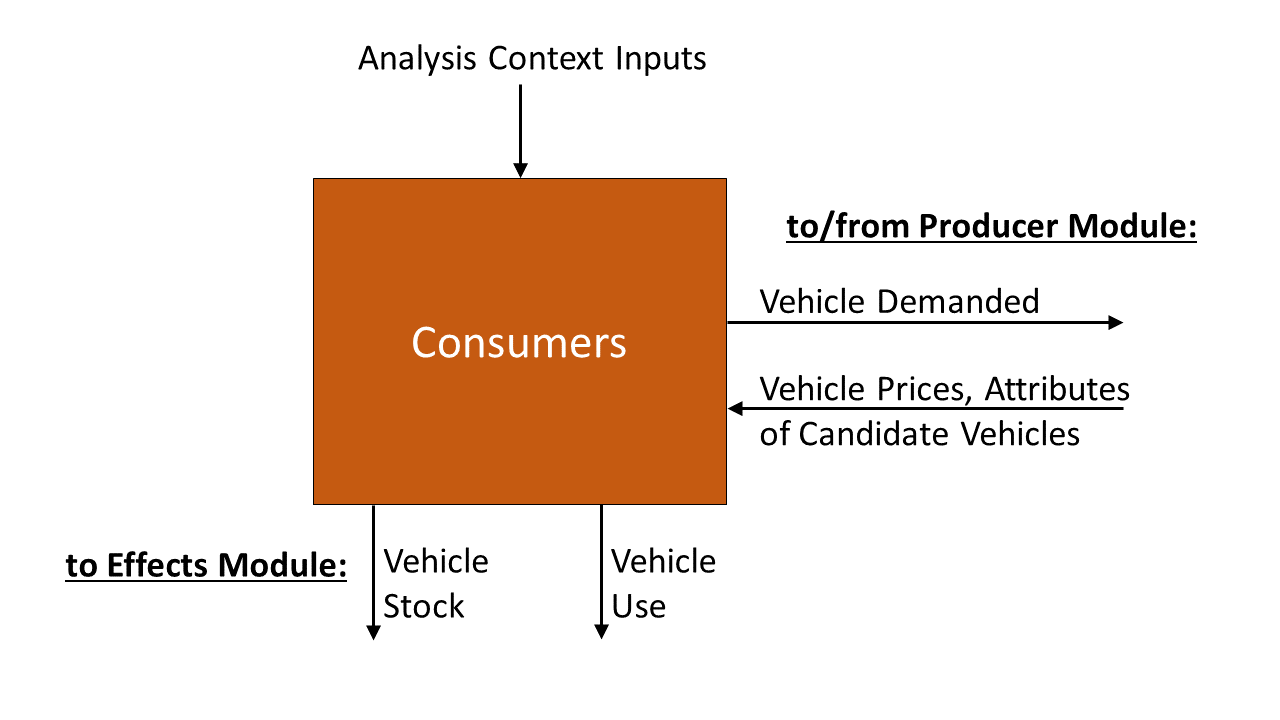 Analysis Context Inputs
to/from Producer Module:
Vehicle Demanded
Consumers
Vehicle Prices, Attributes
of Candidate Vehicles
to Effects Module:
Vehicle
Stock
Vehicle
Use